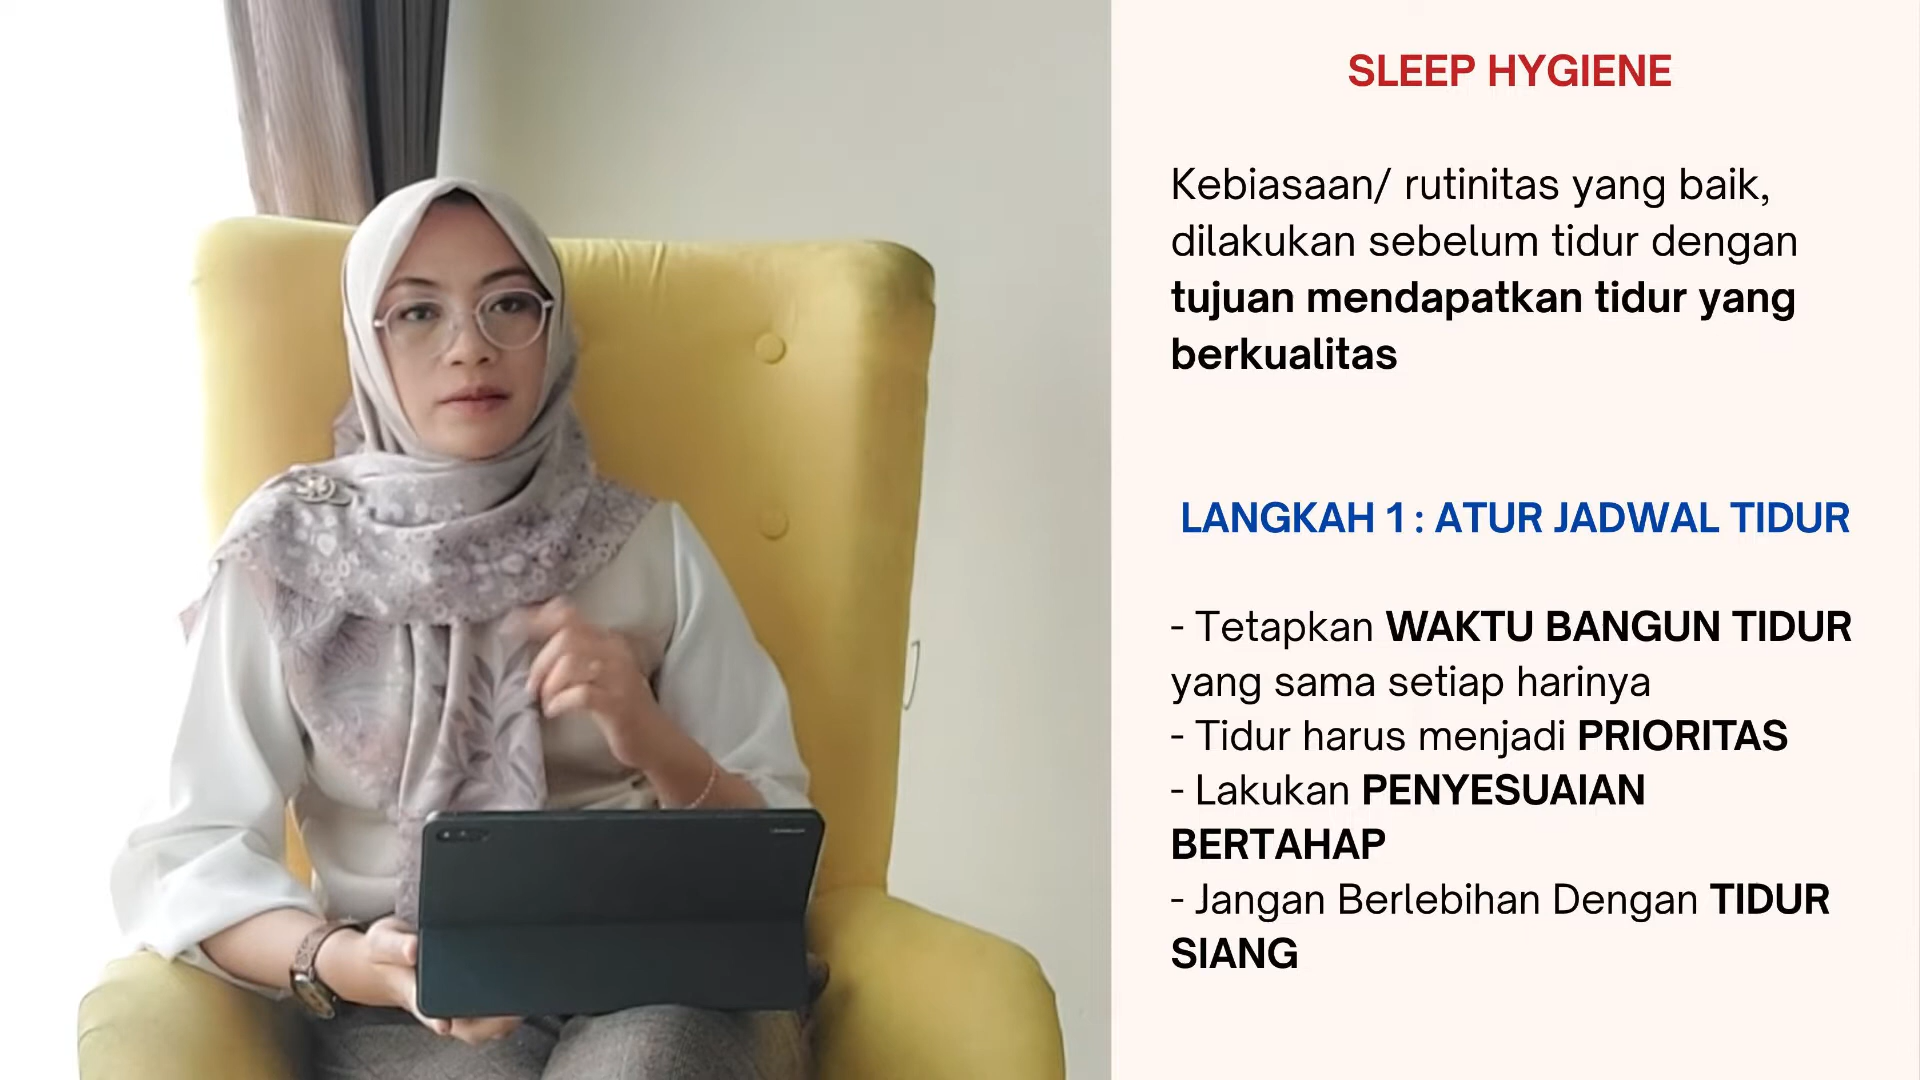 SLEEP HYGIENE
Kebiasaan/ rutinitas yang baik,
dilakukan sebelum tidur dengan
tujuan mendapatkan tidur yang
berkualitas
LANGKAH 1 : ATUR JADWAL TIDUR
- Tetapkan WAKTU BANGUN TIDUR
yang sama setiap harinya
- Tidur harus menjadi PRIORITAS
- Lakukan PENYESUAIAN
BERTAHAP
- Jangan Berlebihan Dengan TIDUR
SIANG